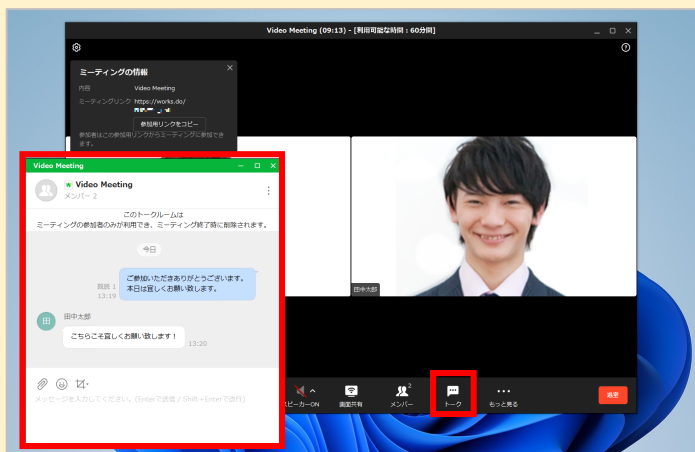 Video Meeting (09:13) - [利用可能な時間 : 60分間]
ミーティングの情報
内容 Video Meeting
ミーティングリンク https://works.do/
参加用リンクをコピー
参加者はこの参加用リンクからミーティングに参加でき
ます。
Video Meeting
W Video Meeting
メンバー 2
このトークルームは
ミーティングの参加者のみが利用でき、ミーティング終了時に削除されます。
今日
ご参加いただきありがとうございます。
本日は宜しくお願い致します。
既読 1
13:19
田
田中太郎
こちらこそ宜しくお願い致します！
13:20
メッセージを入力してください。(Enterで送信 / Shift+Enterで改行)
田中太郎
スピーカーON
画面共有
2
メンバー
トーク
もっと見る
退室